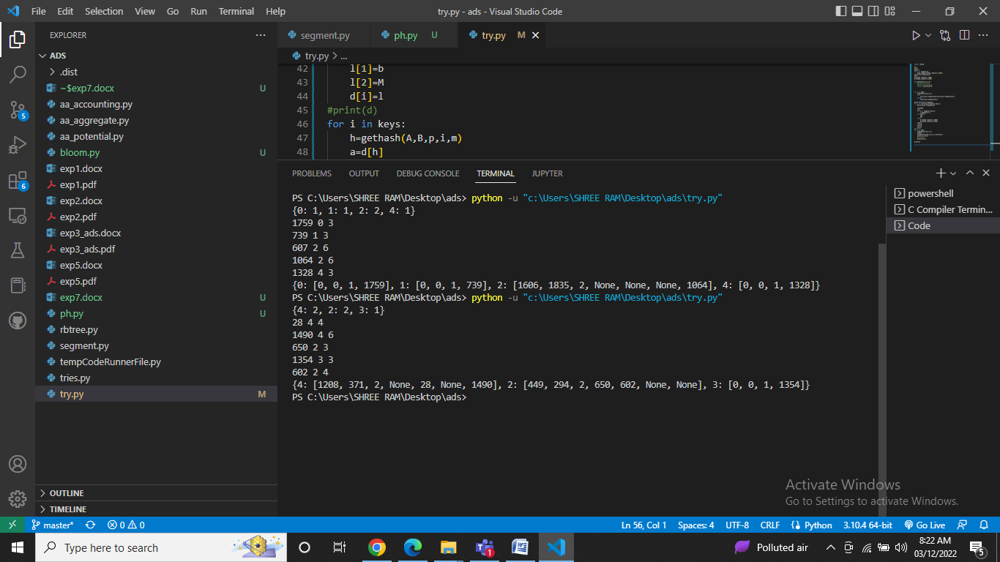 File Edit Selection View Go Run Terminal Help try.py - ads - Visual Studio Code
EXPLORER
ADS
.dist
~$exp7.docx U
aa_accounting.py
aa_aggregate.py
aa_potential.py
bloom.py U
exp1.docx
exp1.pdf
exp2.docx
exp2.pdf
exp3_ads.docx
exp3_ads.pdf
exp5.docx
exp5.pdf
exp7.docx U
ph.py U
rbtree.py
segment.py
tempCodeRunnerFile.py
tries.py
try.py M
OUTLINE
TIMELINE
5
6
segment.py ph.py U try.py M
try.py > ...
42 l[1]=b
43 l[2]=M
44 d[i]=l
45 #print(d)
46 for i in keys:
47 h=gethash(A,B,p,i,m)
48 a=d[h]
PROBLEMS OUTPUT DEBUG CONSOLE TERMINAL JUPYTER
PS C:\Users\SHREE RAM\Desktop\ads> python -u "c:\Users\SHREE RAM\Desktop\ads\try.py"
{0: 1, 1: 1, 2: 2, 4: 1}
1759 0 3
739 1 3
607 2 6
1064 2 6
1328 4 3
{0: [0, 0, 1, 1759], 1: [0, 0, 1, 739], 2: [1606, 1835, 2, None, None, None, 1064], 4: [0, 0, 1, 1328]}
PS C:\Users\SHREE RAM\Desktop\ads> python -u "c:\Users\SHREE RAM\Desktop\ads\try.py"
{4: 2, 2: 2, 3: 1}
28 4 4
1490 4 6
650 2 3
1354 3 3
602 2 4
{4: [1208, 371, 2, None, 28, None, 1490], 2: [449, 294, 2, 650, 602, None, None], 3: [0, 0, 1, 1354]}
PS C:\Users\SHREE RAM\Desktop\ads>
powershell
C Compiler Termin...
Code
Activate Windows
Go to Settings to activate Windows.
master* 0 0 Ln 56, Col 1 Spaces: 4 UTF-8 CRLF Python 3.10.4 64-bit Go Live
Type here to search 1 Polluted air 8:22 AM
03/12/2022 5